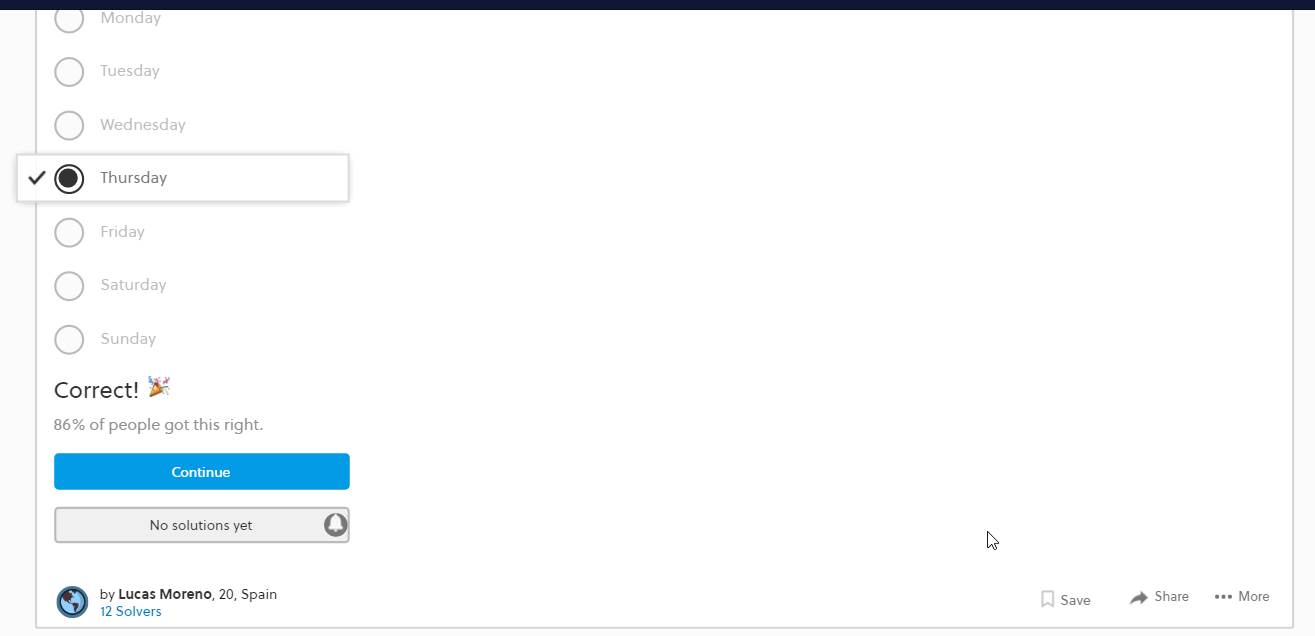 Monday
Tuesday
Wednesday
Thursday
Friday
Saturday
Sunday
Correct! 🎉
86% of people got this right.
Continue
No solutions yet
by Lucas Moreno, 20, Spain
12 Solvers
Save
Share
More